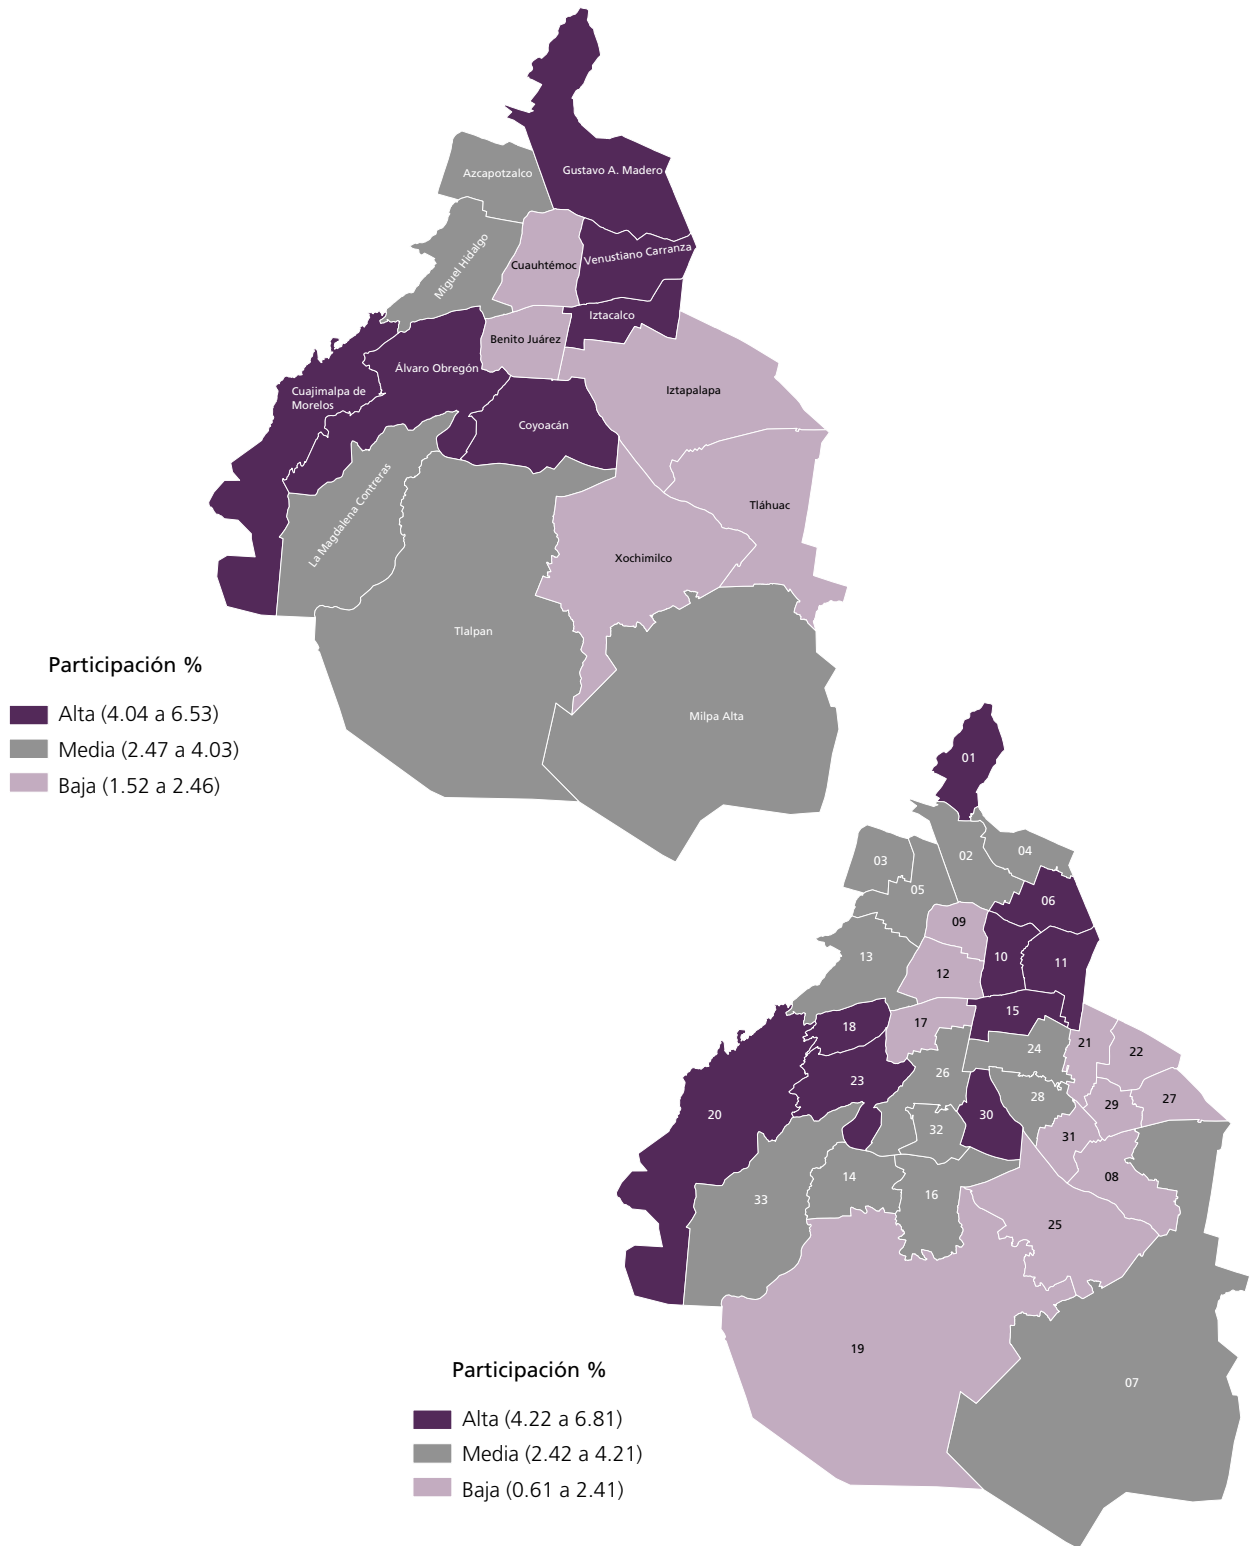 Azcapotzalco
Gustavo A. Madero
Miguel Hidalgo
Cuauhtémoc
Venustiano Carranza
Iztacalco
Benito Juárez
Álvaro Obregón
Cuajimalpa de
Morelos
Iztapalapa
Coyoacán
La Magdalena Contreras
Tláhuac
Xochimilco
Tlalpan
Milpa Alta
Participación %
Alta (4.04 a 6.53)
Media (2.47 a 4.03)
Baja (1.52 a 2.46)
01
02
04
03
05
06
09
10
11
13
12
15
18
17
24
21
22
26
23
28
29
27
20
30
32
31
14
08
33
16
25
19
07
Participación %
Alta (4.22 a 6.81)
Media (2.42 a 4.21)
Baja (0.61 a 2.41)